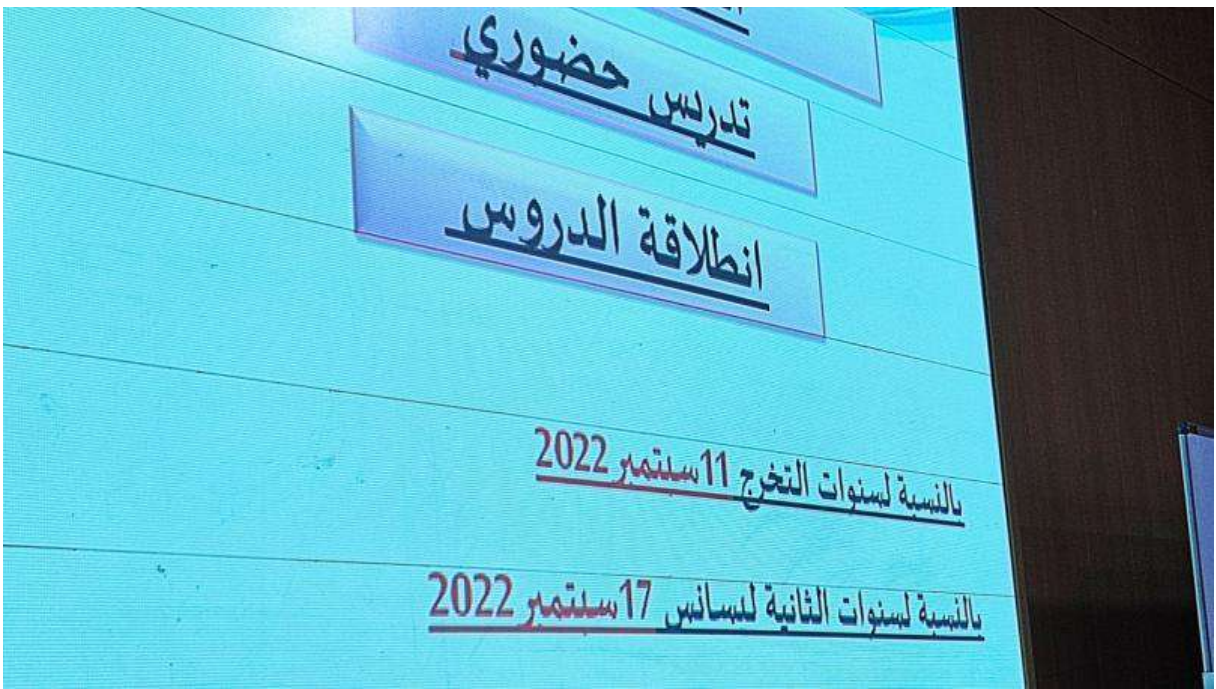 تدريس حضوري
انطلاقة الدروس
بالنسبة لسنوات التخرج 11سبتمبر 2022
بالنسبة لسنوات الثانية لسانس 17سبتمبر 2022